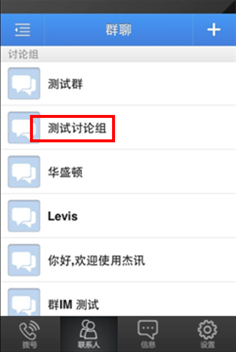 群聊
讨论组
测试群
测试讨论组
华盛顿
Levis
你好,欢迎使用杰讯
群IM 测试
拨号
联系人
信息
设置